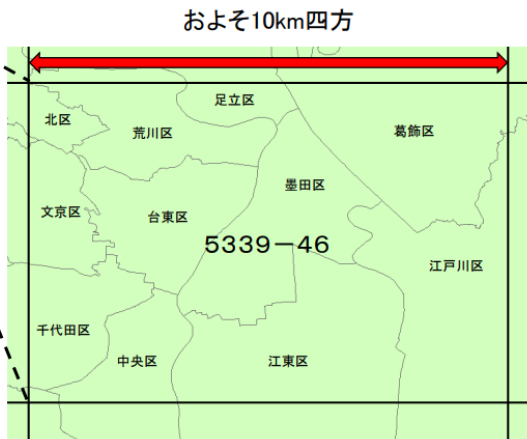 およそ10km四方
足立区
北区
荒川区
葛飾区
墨田区
文京区
台東区
5339－46
江戸川区
千代田区
中央区
江東区